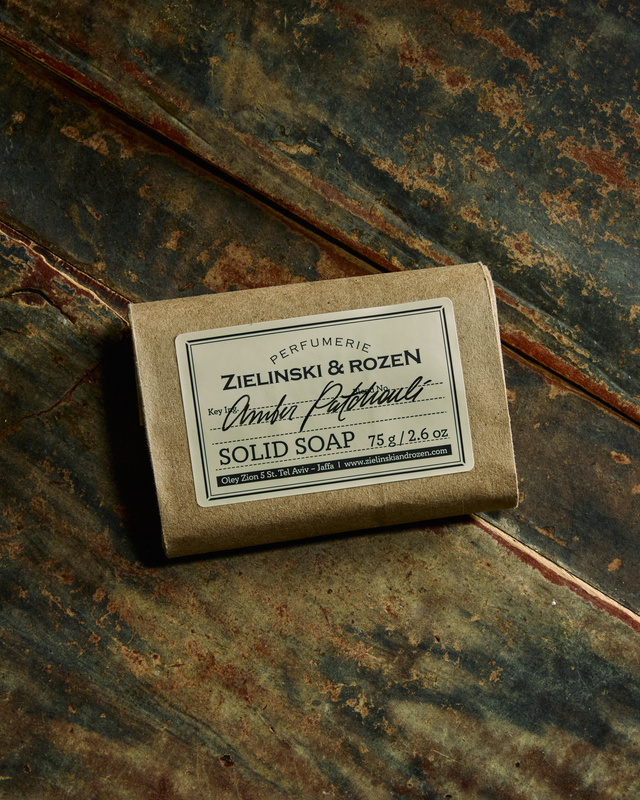 PERFUMERIE
ZIELINSKI & ROZEN
Key Ing. Amber Patchouli No
SOLID SOAP 75 g / 2.6 oz
Oley Zion 5 St. Tel Aviv ~ Jaffa | www.zielinskiandrozen.com